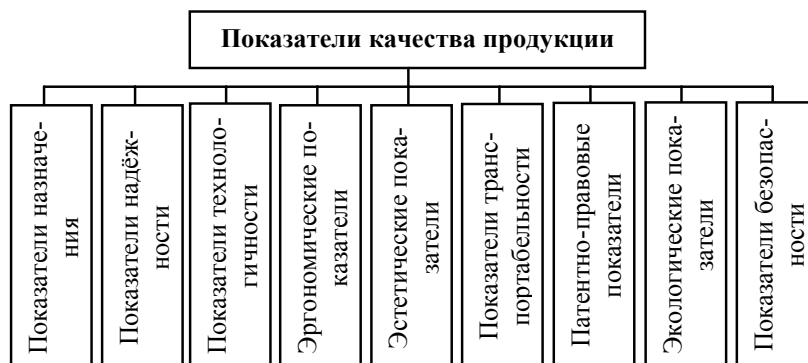 Показатели качества продукции
Показатели назначе-
ния
Показатели надёж-
ности
Показатели техноло-
гичности
Эргономические по-
казатели
Эстетические пока-
затели
Показатели транс-
портабельности
Патентно-правовые
показатели
Экологические пока-
затели
Показатели безопас-
ности